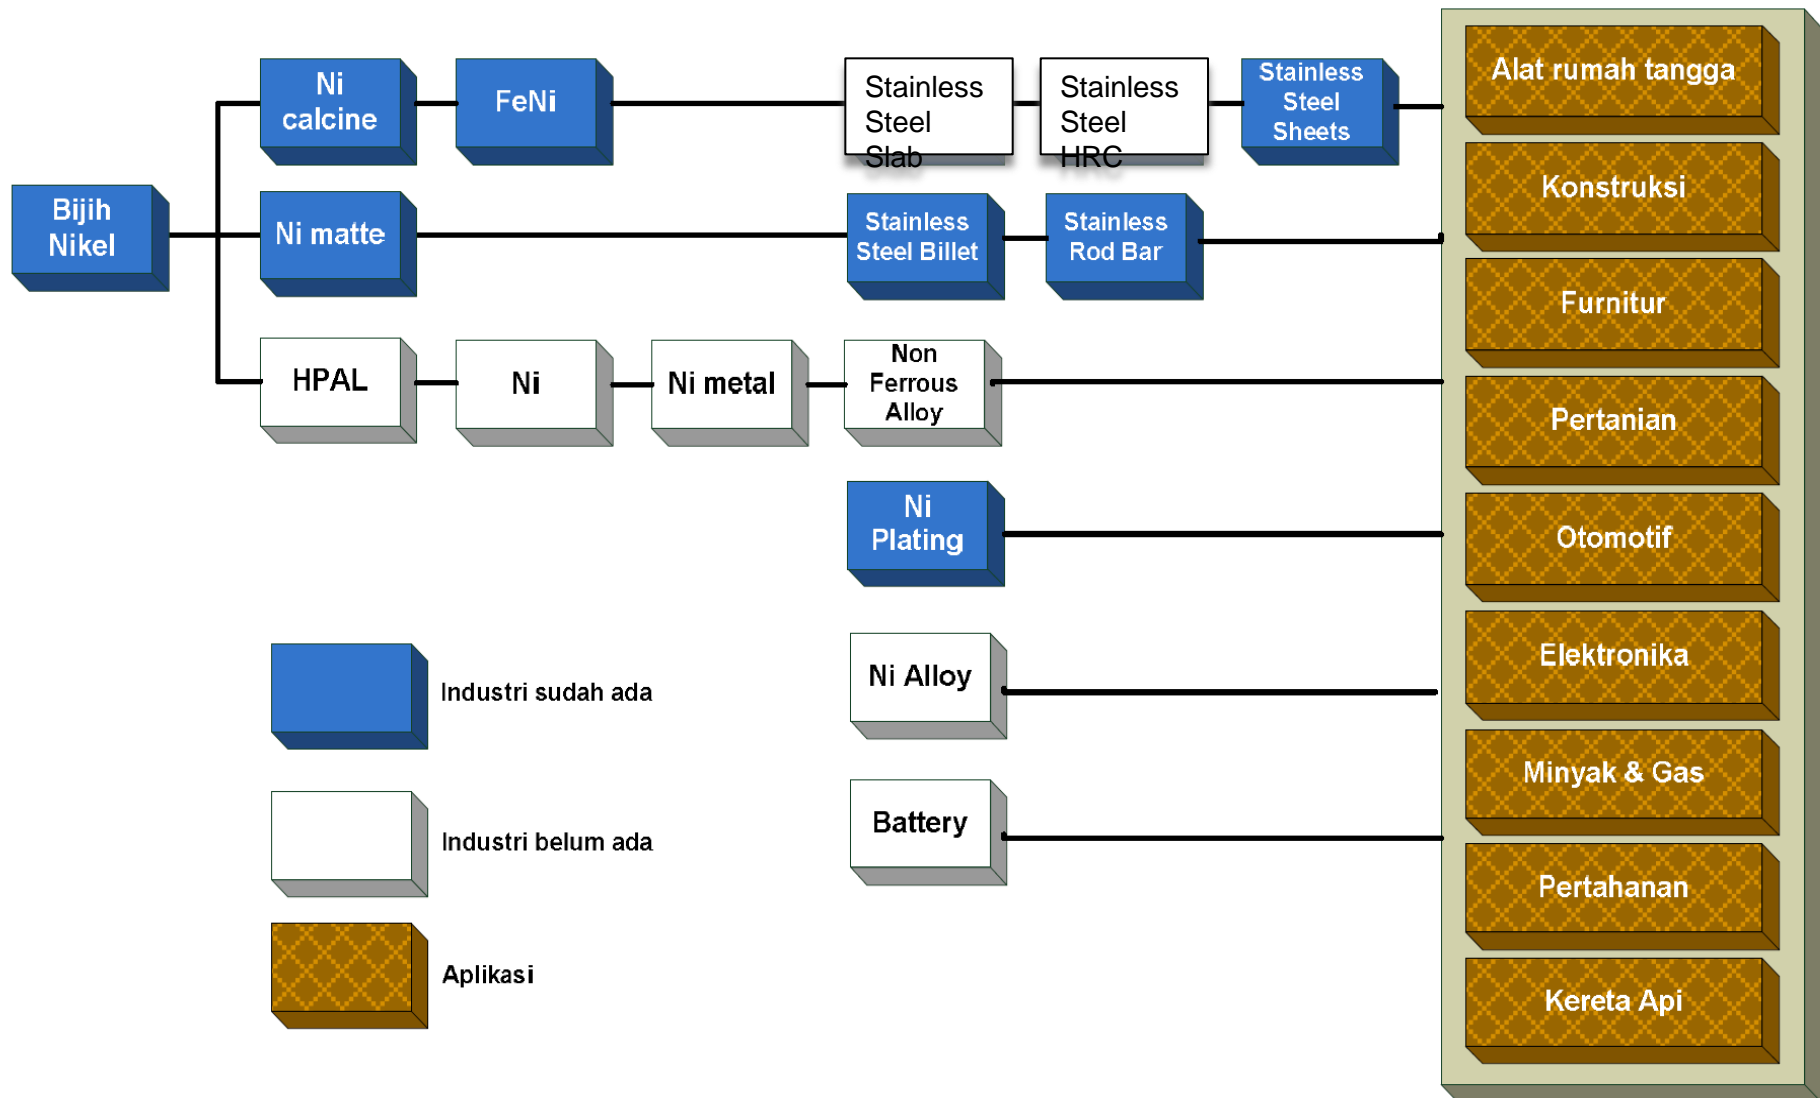 Bijih
Nikel
Ni
calcine
FeNi
Stainless
Steel
Slab
Stainless
Steel
HRC
Stainless
Steel
Sheets
Ni matte
Stainless
Steel Billet
Stainless
Rod Bar
HPAL
Ni
Ni metal
Non
Ferrous
Alloy
Ni
Plating
Ni Alloy
Battery
Industri sudah ada
Industri belum ada
Aplikasi
Alat rumah tangga
Konstruksi
Furnitur
Pertanian
Otomotif
Elektronika
Minyak & Gas
Pertahanan
Kereta Api